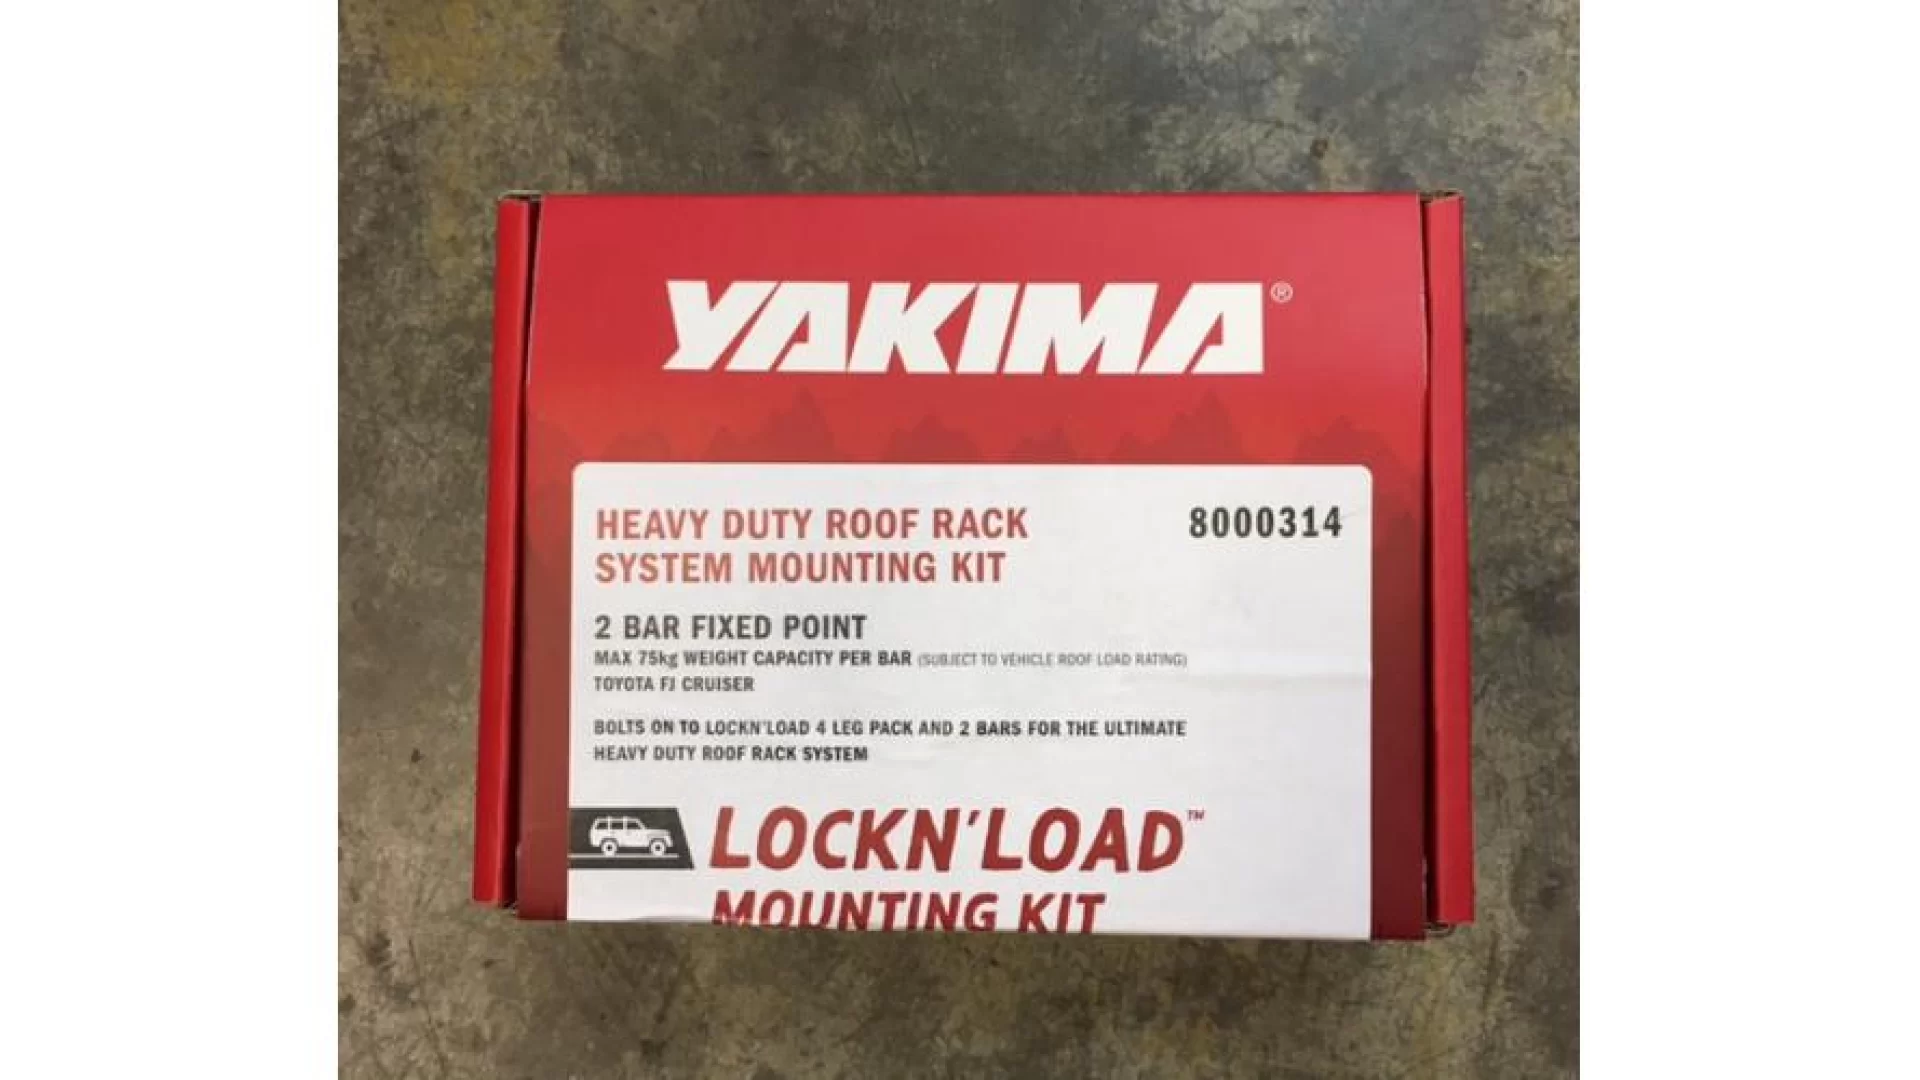 YAKIMA®
HEAVY DUTY ROOF RACK
SYSTEM MOUNTING KIT
8000314
2 BAR FIXED POINT
MAX 75kg WEIGHT CAPACITY PER BAR (SUBJECT TO VEHICLE ROOF LOAD RATING)
TOYOTA FJ CRUISER
BOLTS ON TO LOCKN'LOAD 4 LEG PACK AND 2 BARS FOR THE ULTIMATE
HEAVY DUTY ROOF RACK SYSTEM
LOCKN'LOAD™
MOUNTING KIT